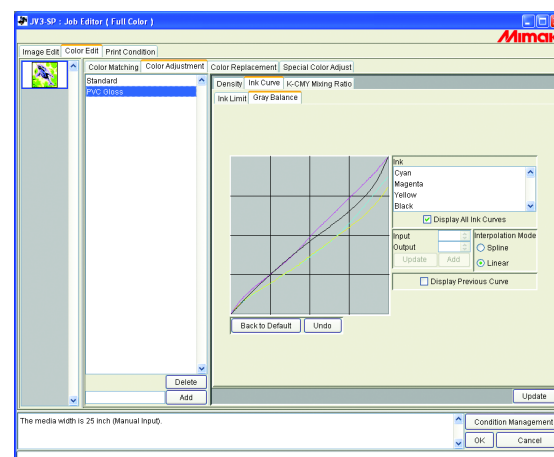 JV3-SP : Job Editor ( Full Color )
Mimak
Image Edit Color Edit Print Condition
Color Matching Color Adjustment Color Replacement Special Color Adjust
Standard
PVC Gloss
Density Ink Curve K-CMY Mixing Ratio
Ink Limit Gray Balance
Ink
Cyan
Magenta
Yellow
Black
Display All Ink Curves
Input
Output
Update Add
Interpolation Mode
Spline
Linear
Display Previous Curve
Back to Default Undo
Delete
Add
Update
The media width is 25 inch (Manual Input).
Condition Management
OK Cancel